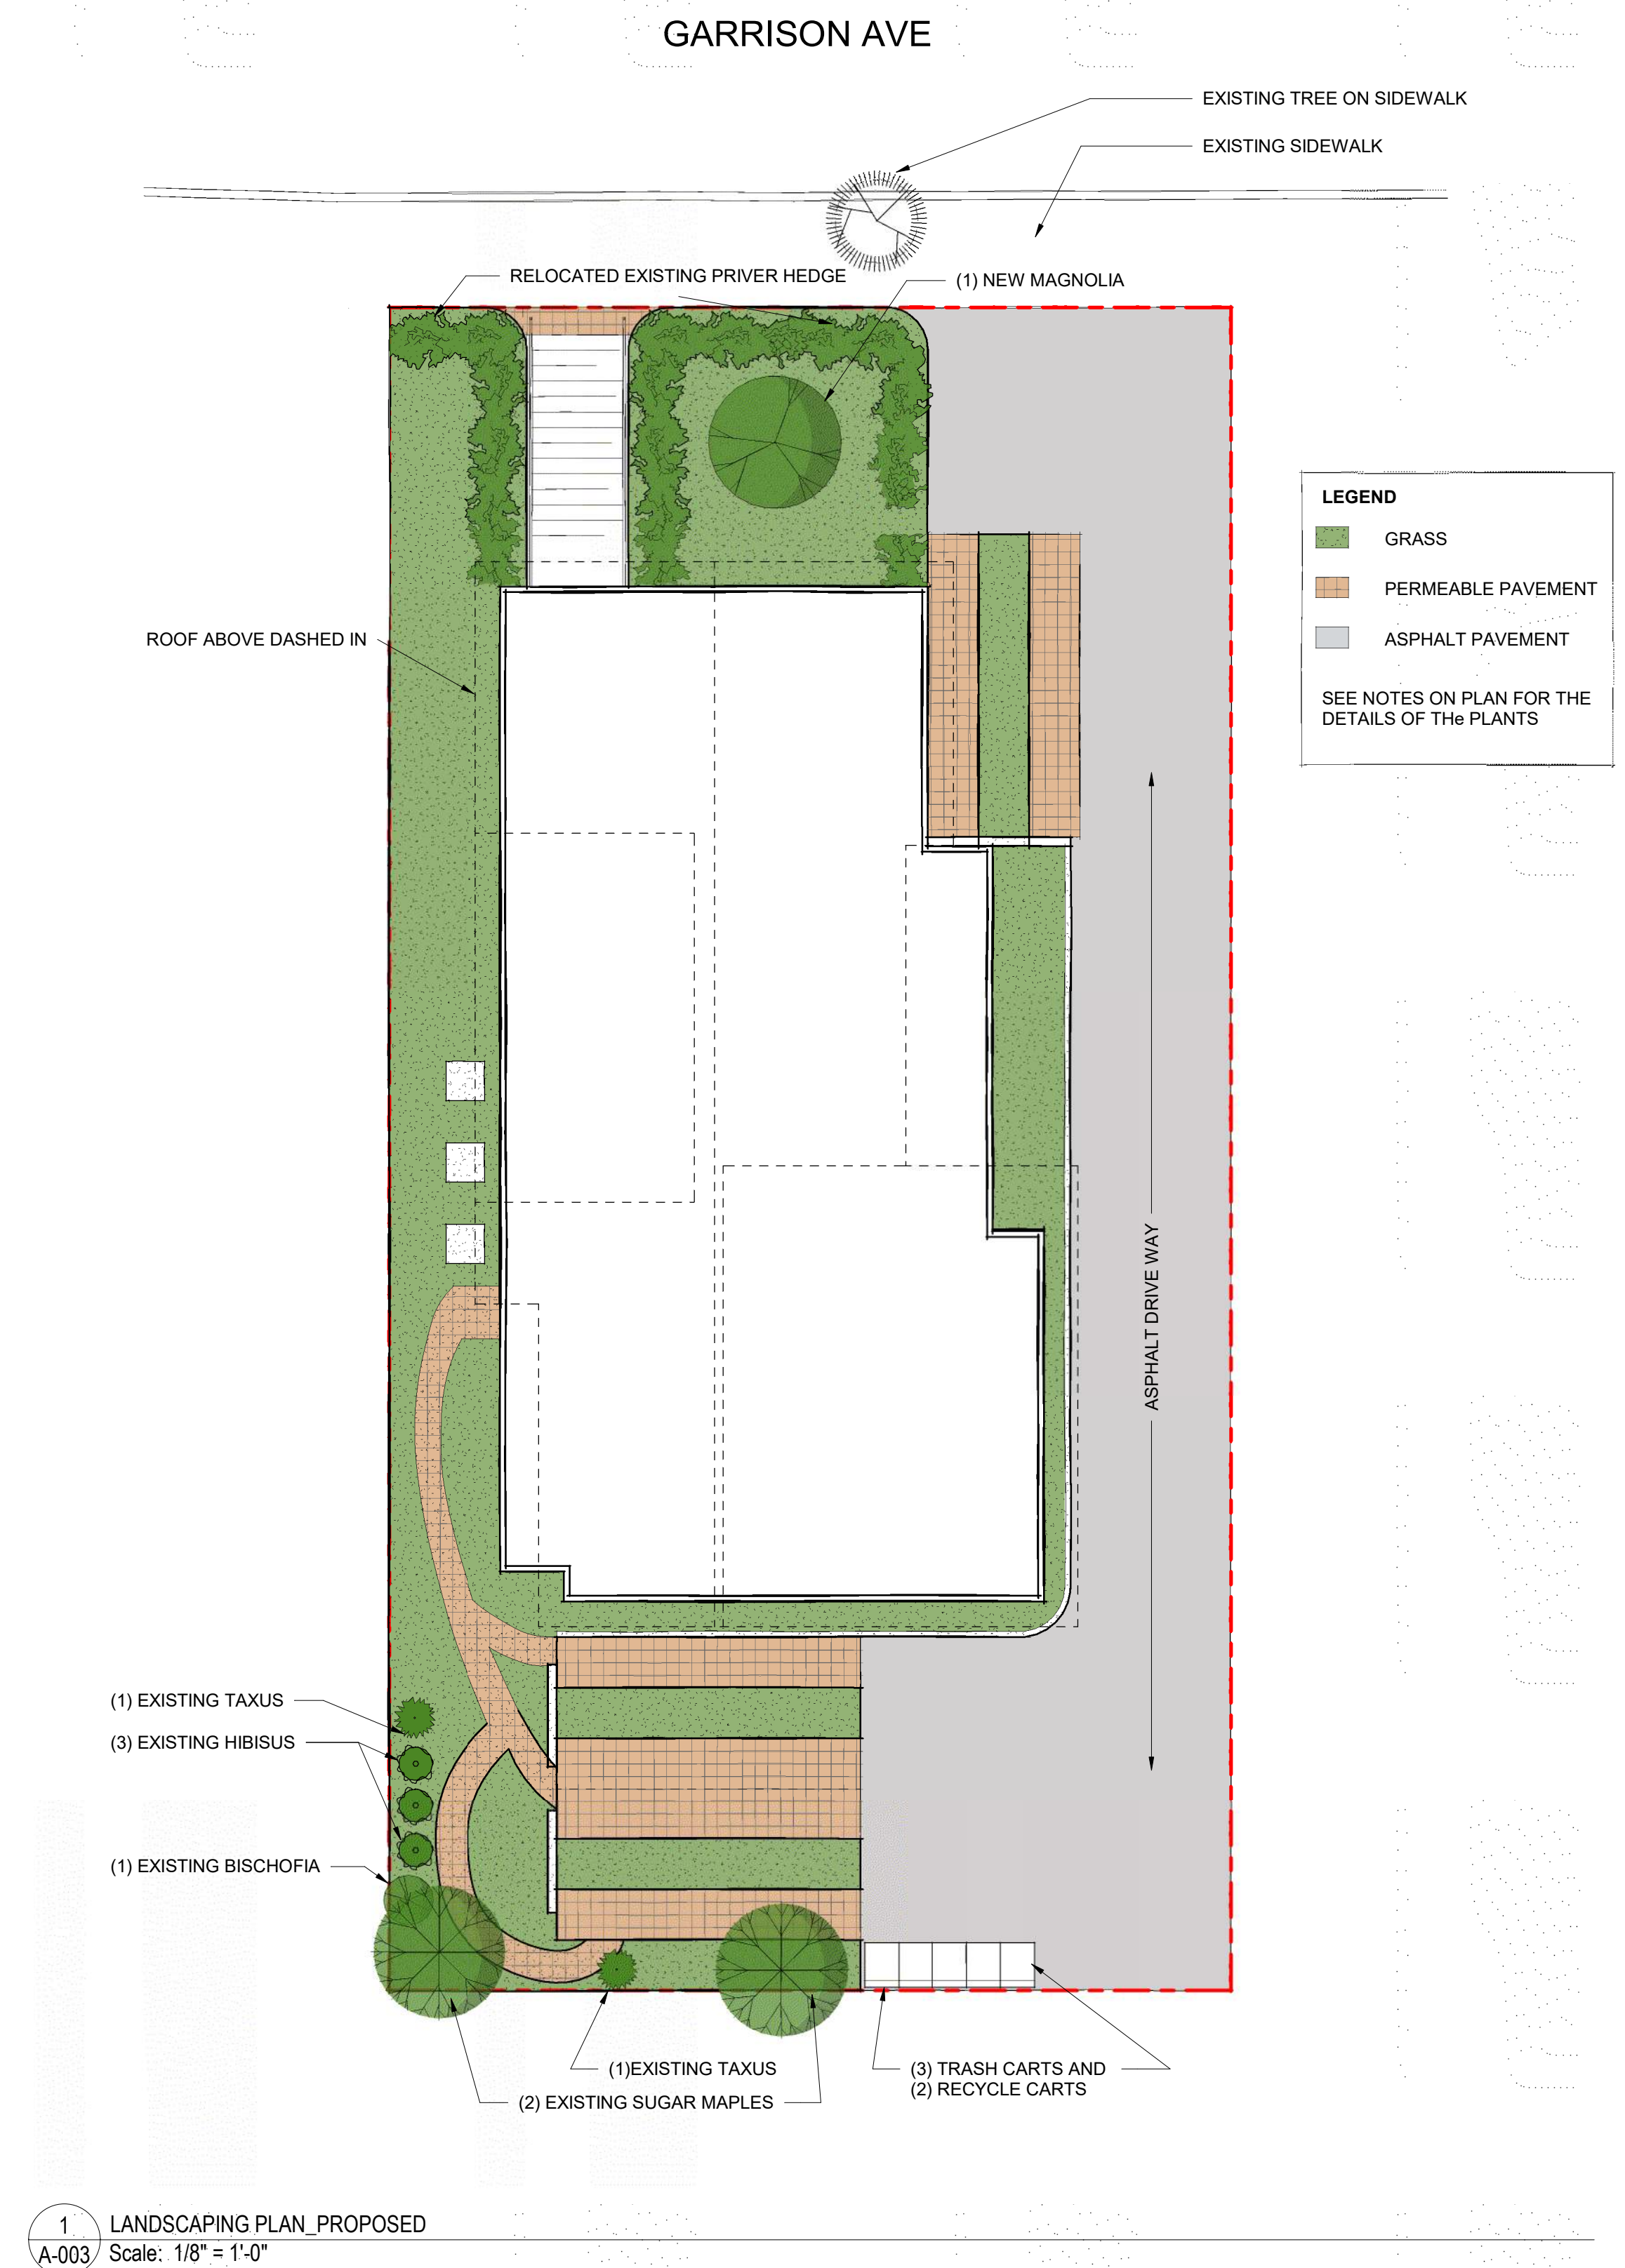 GARRISON AVE
EXISTING TREE ON SIDEWALK
EXISTING SIDEWALK
RELOCATED EXISTING PRIVER HEDGE
(1) NEW MAGNOLIA
LEGEND
GRASS
PERMEABLE PAVEMENT
ASPHALT PAVEMENT
SEE NOTES ON PLAN FOR THE
DETAILS OF THe PLANTS
ROOF ABOVE DASHED IN
ASPHALT DRIVE WAY
(1) EXISTING TAXUS
(3) EXISTING HIBISUS
(1) EXISTING BISCHOFIA
(1)EXISTING TAXUS
(2) EXISTING SUGAR MAPLES
(3) TRASH CARTS AND
(2) RECYCLE CARTS
1
A-003
LANDSCAPING PLAN_PROPOSED
Scale: 1/8" = 1'-0"